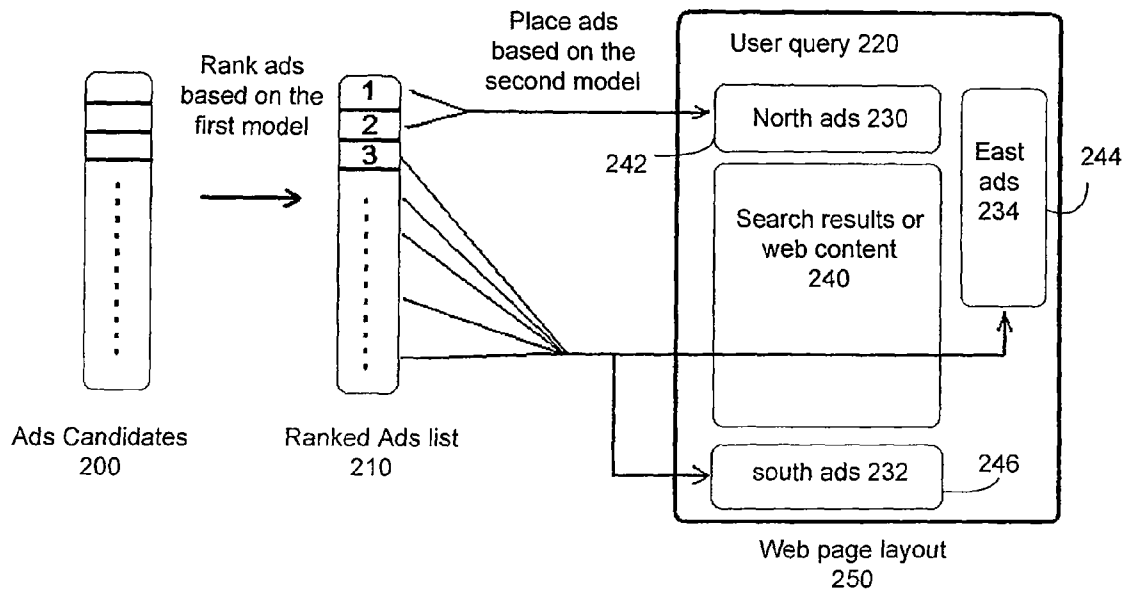 Rank ads
based on the
first model
Place ads
based on the
second model
1
2
3
User query 220
North ads 230
242
East
ads
234
244
Search results or
web content
240
south ads 232
246
Ads Candidates
200
Ranked Ads list
210
Web page layout
250